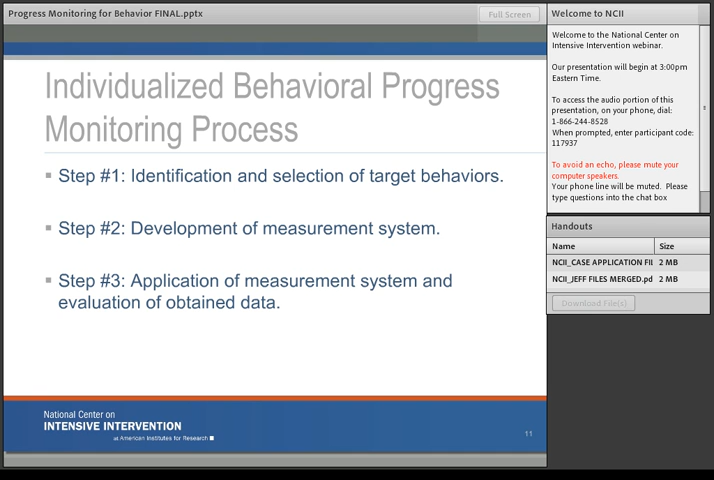 Progress Monitoring for Behavior FINAL.pptx
Full Screen
Individualized Behavioral Progress
Monitoring Process
▪ Step #1: Identification and selection of target behaviors.
▪ Step #2: Development of measurement system.
▪ Step #3: Application of measurement system and
evaluation of obtained data.
National Center on
INTENSIVE INTERVENTION
at American Institutes for Research ■
11
Welcome to NCII
Welcome to the National Center on
Intensive Intervention webinar.
Our presentation will begin at 3:00pm
Eastern Time.
To access the audio portion of this
presentation, on your phone, dial:
1-866-244-8528
When prompted, enter participant code:
117937
To avoid an echo, please mute your
computer speakers.
Your phone line will be muted. Please
type questions into the chat box
Handouts
Name Size
NCII_CASE APPLICATION FII 2 MB
NCII_JEFF FILES MERGED.pd 2 MB
Download File(s)